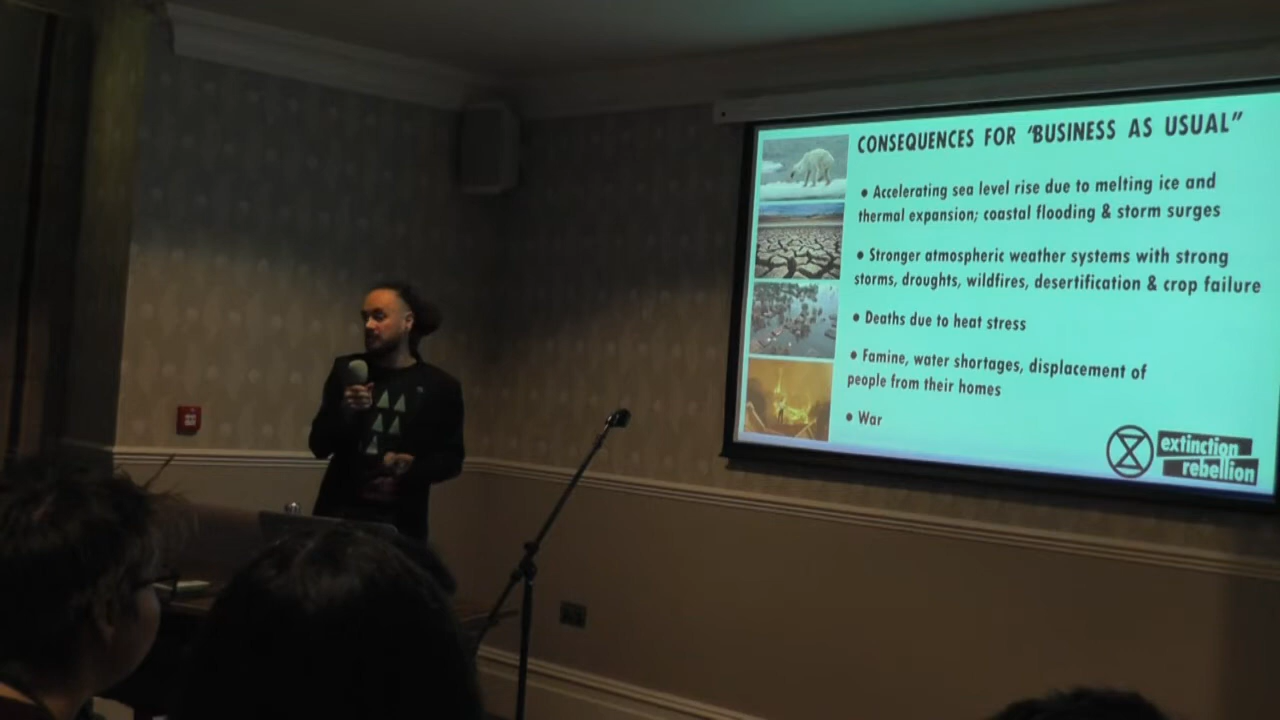 CONSEQUENCES FOR “BUSINESS AS USUAL”
• Accelerating sea level rise due to melting ice and
thermal expansion; coastal flooding & storm surges
• Stronger atmospheric weather systems with strong
storms, droughts, wildfires, desertification & crop failure
• Deaths due to heat stress
• Famine, water shortages, displacement of
people from their homes
• War
extinction
rebellion